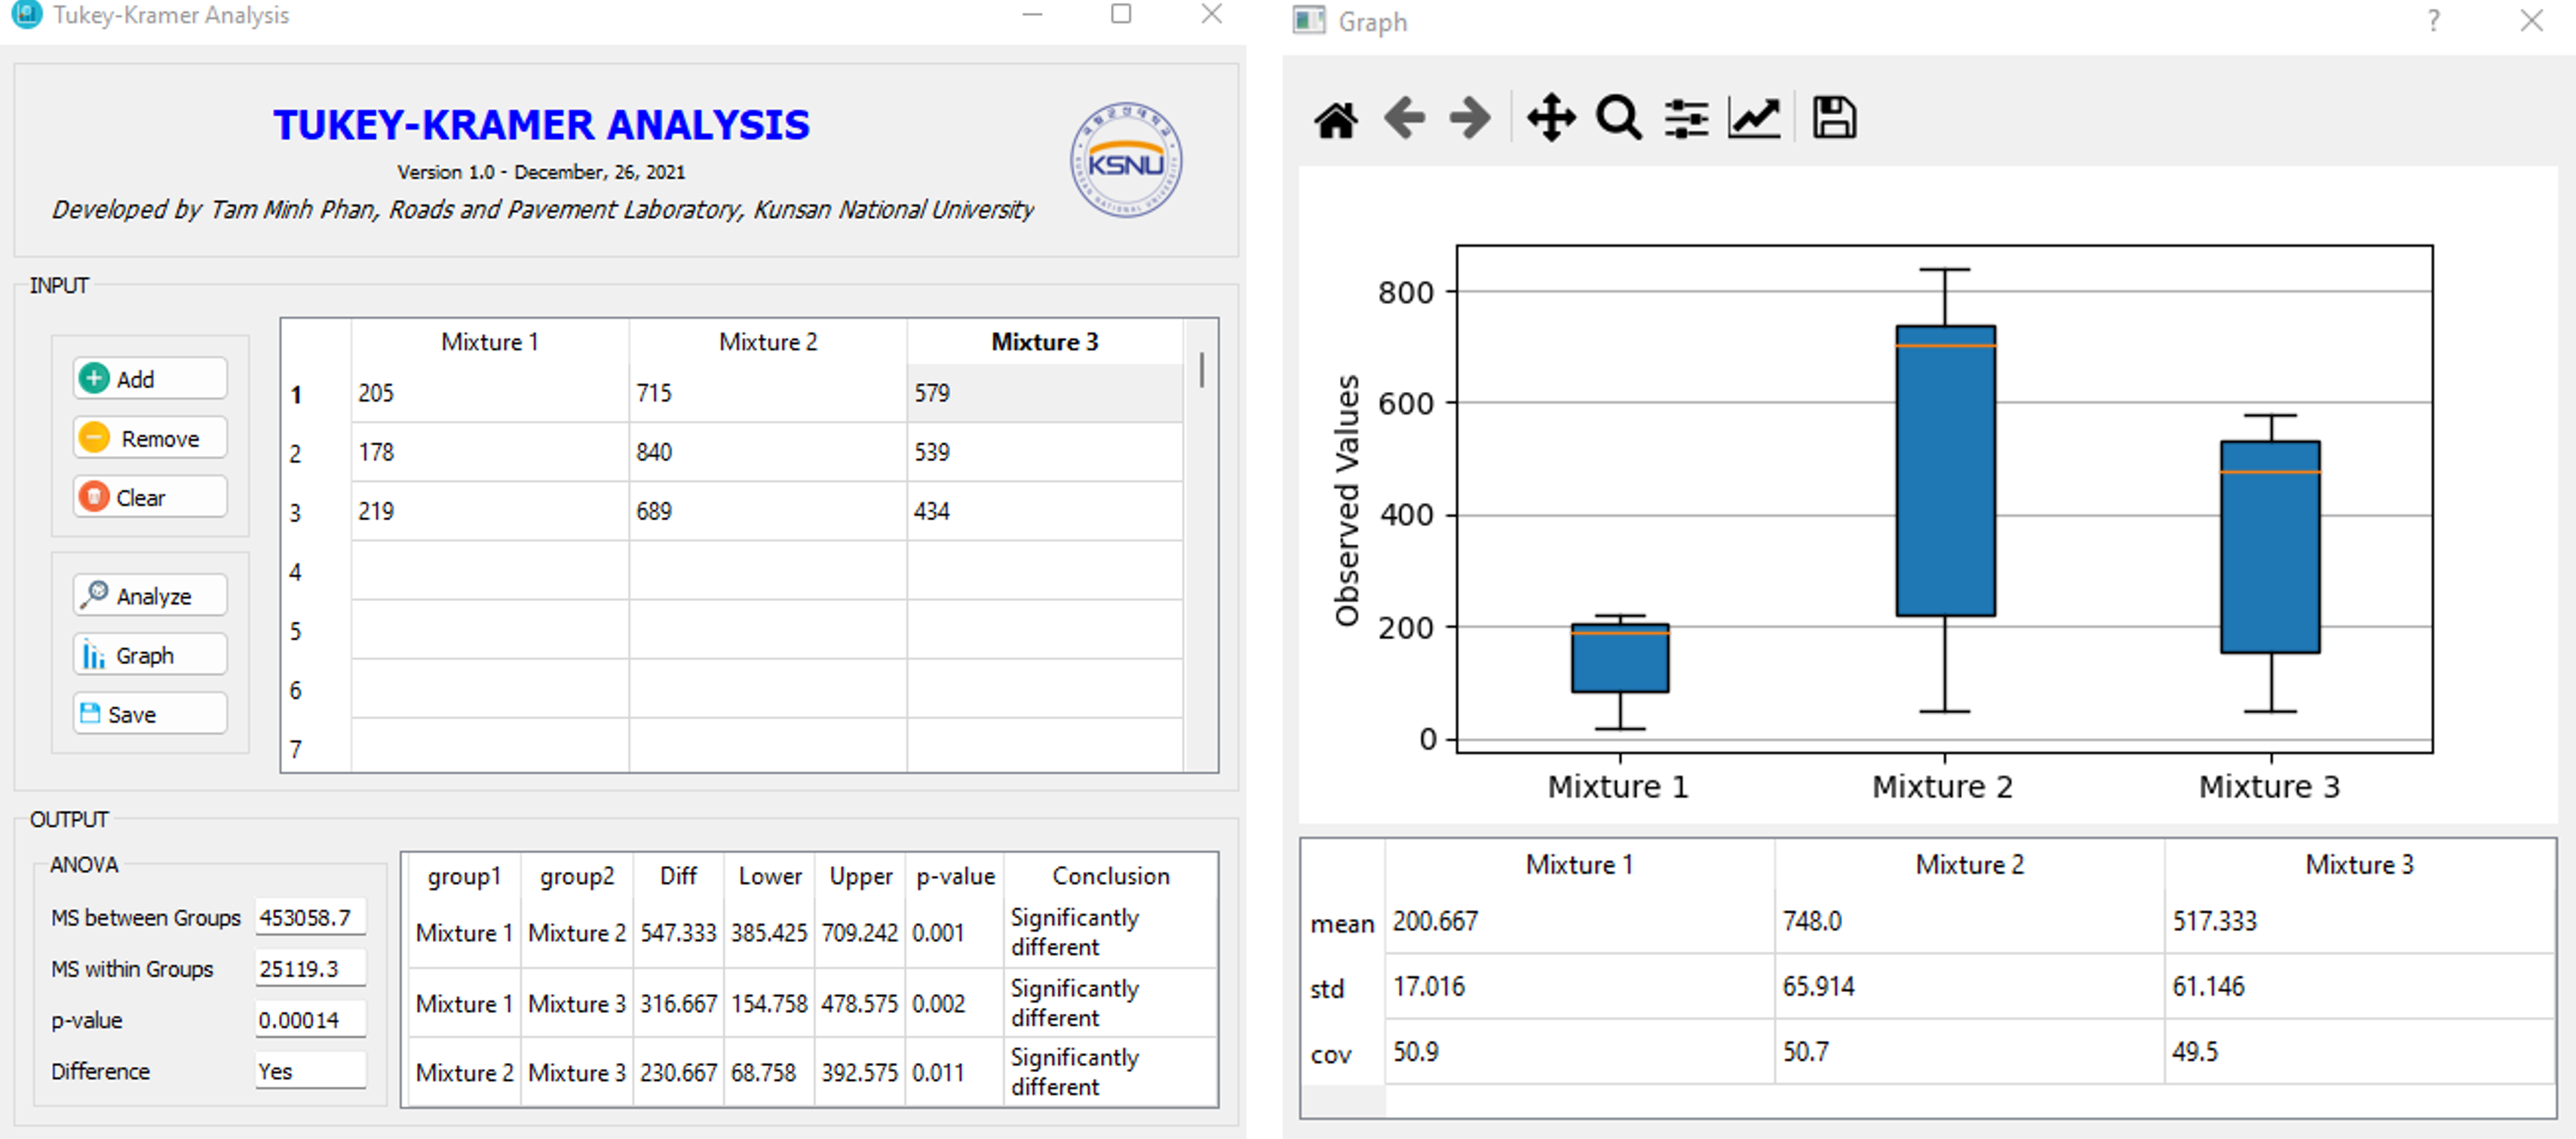 Tukey-Kramer Analysis
TUKEY-KRAMER ANALYSIS
Version 1.0 - December, 26, 2021
Developed by Tam Minh Phan, Roads and Pavement Laboratory, Kunsan National University
KSNU
KUNSAN NATIONAL UNIVERSITY
INPUT
Add
Remove
Clear
Analyze
Graph
Save
Mixture 1 Mixture 2 Mixture 3
1 205 715 579
2 178 840 539
3 219 689 434
4
5
6
7
OUTPUT
ANOVA
MS between Groups 453058.7
MS within Groups 25119.3
p-value 0.00014
Difference Yes
group1 group2 Diff Lower Upper p-value Conclusion
Mixture 1 Mixture 2 547.333 385.425 709.242 0.001 Significantly different
Mixture 1 Mixture 3 316.667 154.758 478.575 0.002 Significantly different
Mixture 2 Mixture 3 230.667 68.758 392.575 0.011 Significantly different
Graph
?
Observed Values
800
600
400
200
0
Mixture 1 Mixture 2 Mixture 3
Mixture 1 Mixture 2 Mixture 3
mean 200.667 748.0 517.333
std 17.016 65.914 61.146
cov 50.9 50.7 49.5